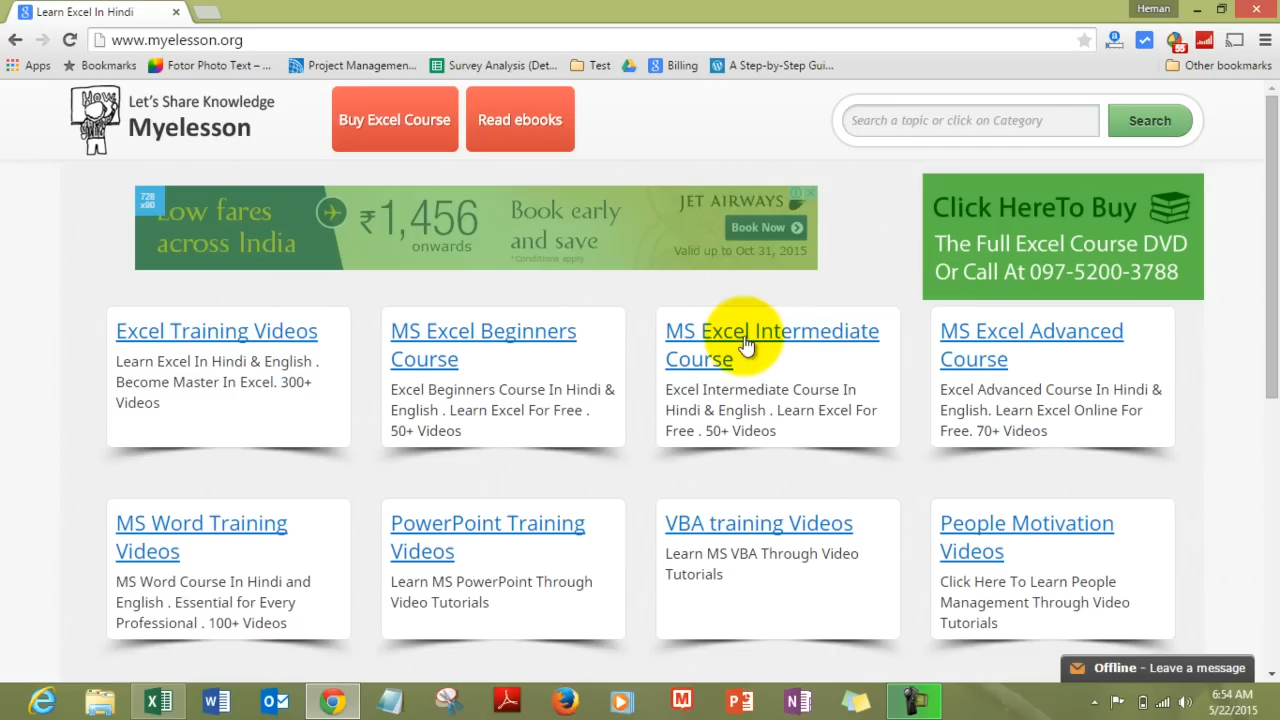 Learn Excel In Hindi
Heman
www.myelesson.org
55
Apps
Bookmarks
Fotor Photo Text – ...
Project Managemen...
Survey Analysis (Det...
Test
Billing
A Step-by-Step Gui...
Other bookmarks
HOW
Let's Share Knowledge
Myelesson
Buy Excel Course
Read ebooks
Search a topic or click on Category
Search
728
x90
Low fares
across India
₹1,456
onwards
Book early
and save
*Conditions apply
JET AIRWAYS
Book Now
Valid up to Oct 31, 2015
Click HereTo Buy
The Full Excel Course DVD
Or Call At 097-5200-3788
Excel Training Videos
Learn Excel In Hindi & English .
Become Master In Excel. 300+
Videos
MS Excel Beginners
Course
Excel Beginners Course In Hindi &
English . Learn Excel For Free .
50+ Videos
MS Excel Intermediate
Course
Excel Intermediate Course In
Hindi & English . Learn Excel For
Free . 50+ Videos
MS Excel Advanced
Course
Excel Advanced Course In Hindi &
English. Learn Excel Online For
Free. 70+ Videos
MS Word Training
Videos
MS Word Course In Hindi and
English . Essential for Every
Professional . 100+ Videos
PowerPoint Training
Videos
Learn MS PowerPoint Through
Video Tutorials
VBA training Videos
Learn MS VBA Through Video
Tutorials
People Motivation
Videos
Click Here To Learn People
Management Through Video
Tutorials
Offline - Leave a message
6:54 AM
5/22/2015